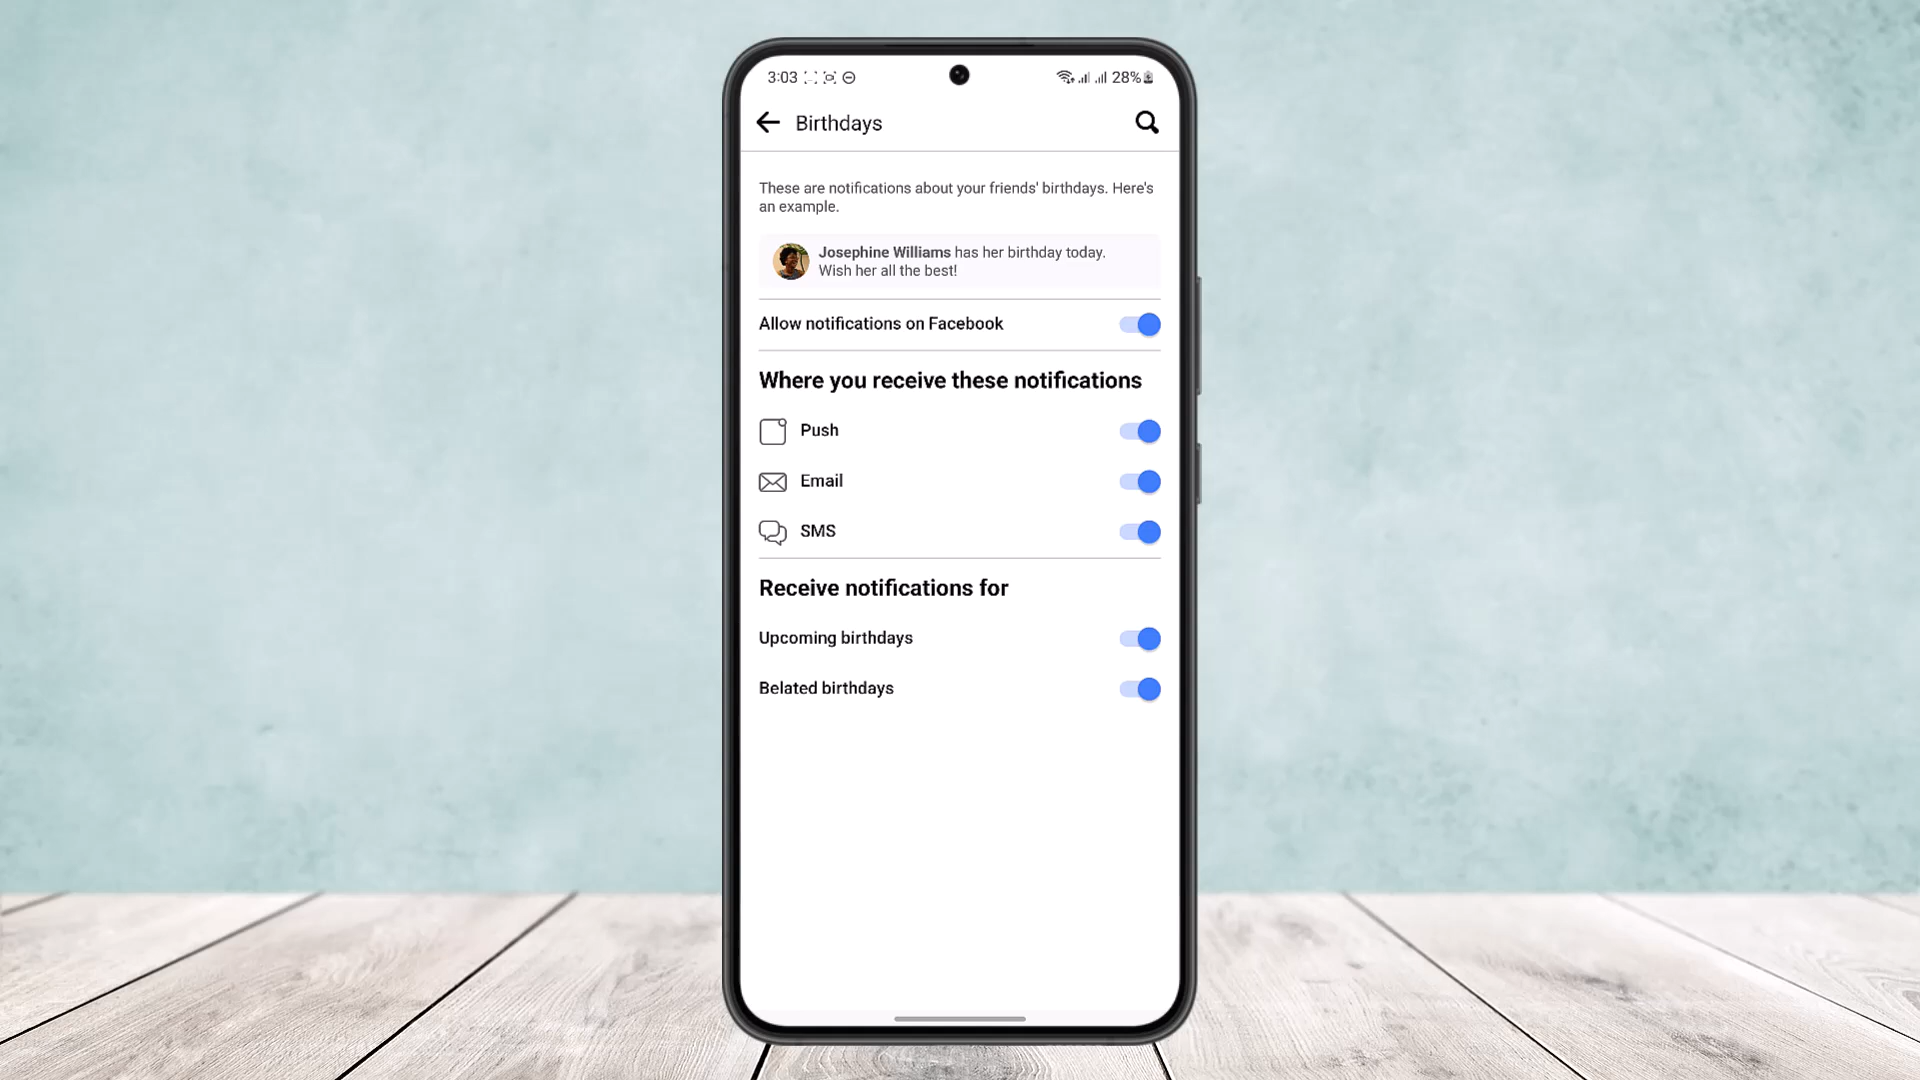 3:03 28%
Birthdays
These are notifications about your friends' birthdays. Here's
an example.
Josephine Williams has her birthday today.
Wish her all the best!
Allow notifications on Facebook
Where you receive these notifications
Push
Email
SMS
Receive notifications for
Upcoming birthdays
Belated birthdays